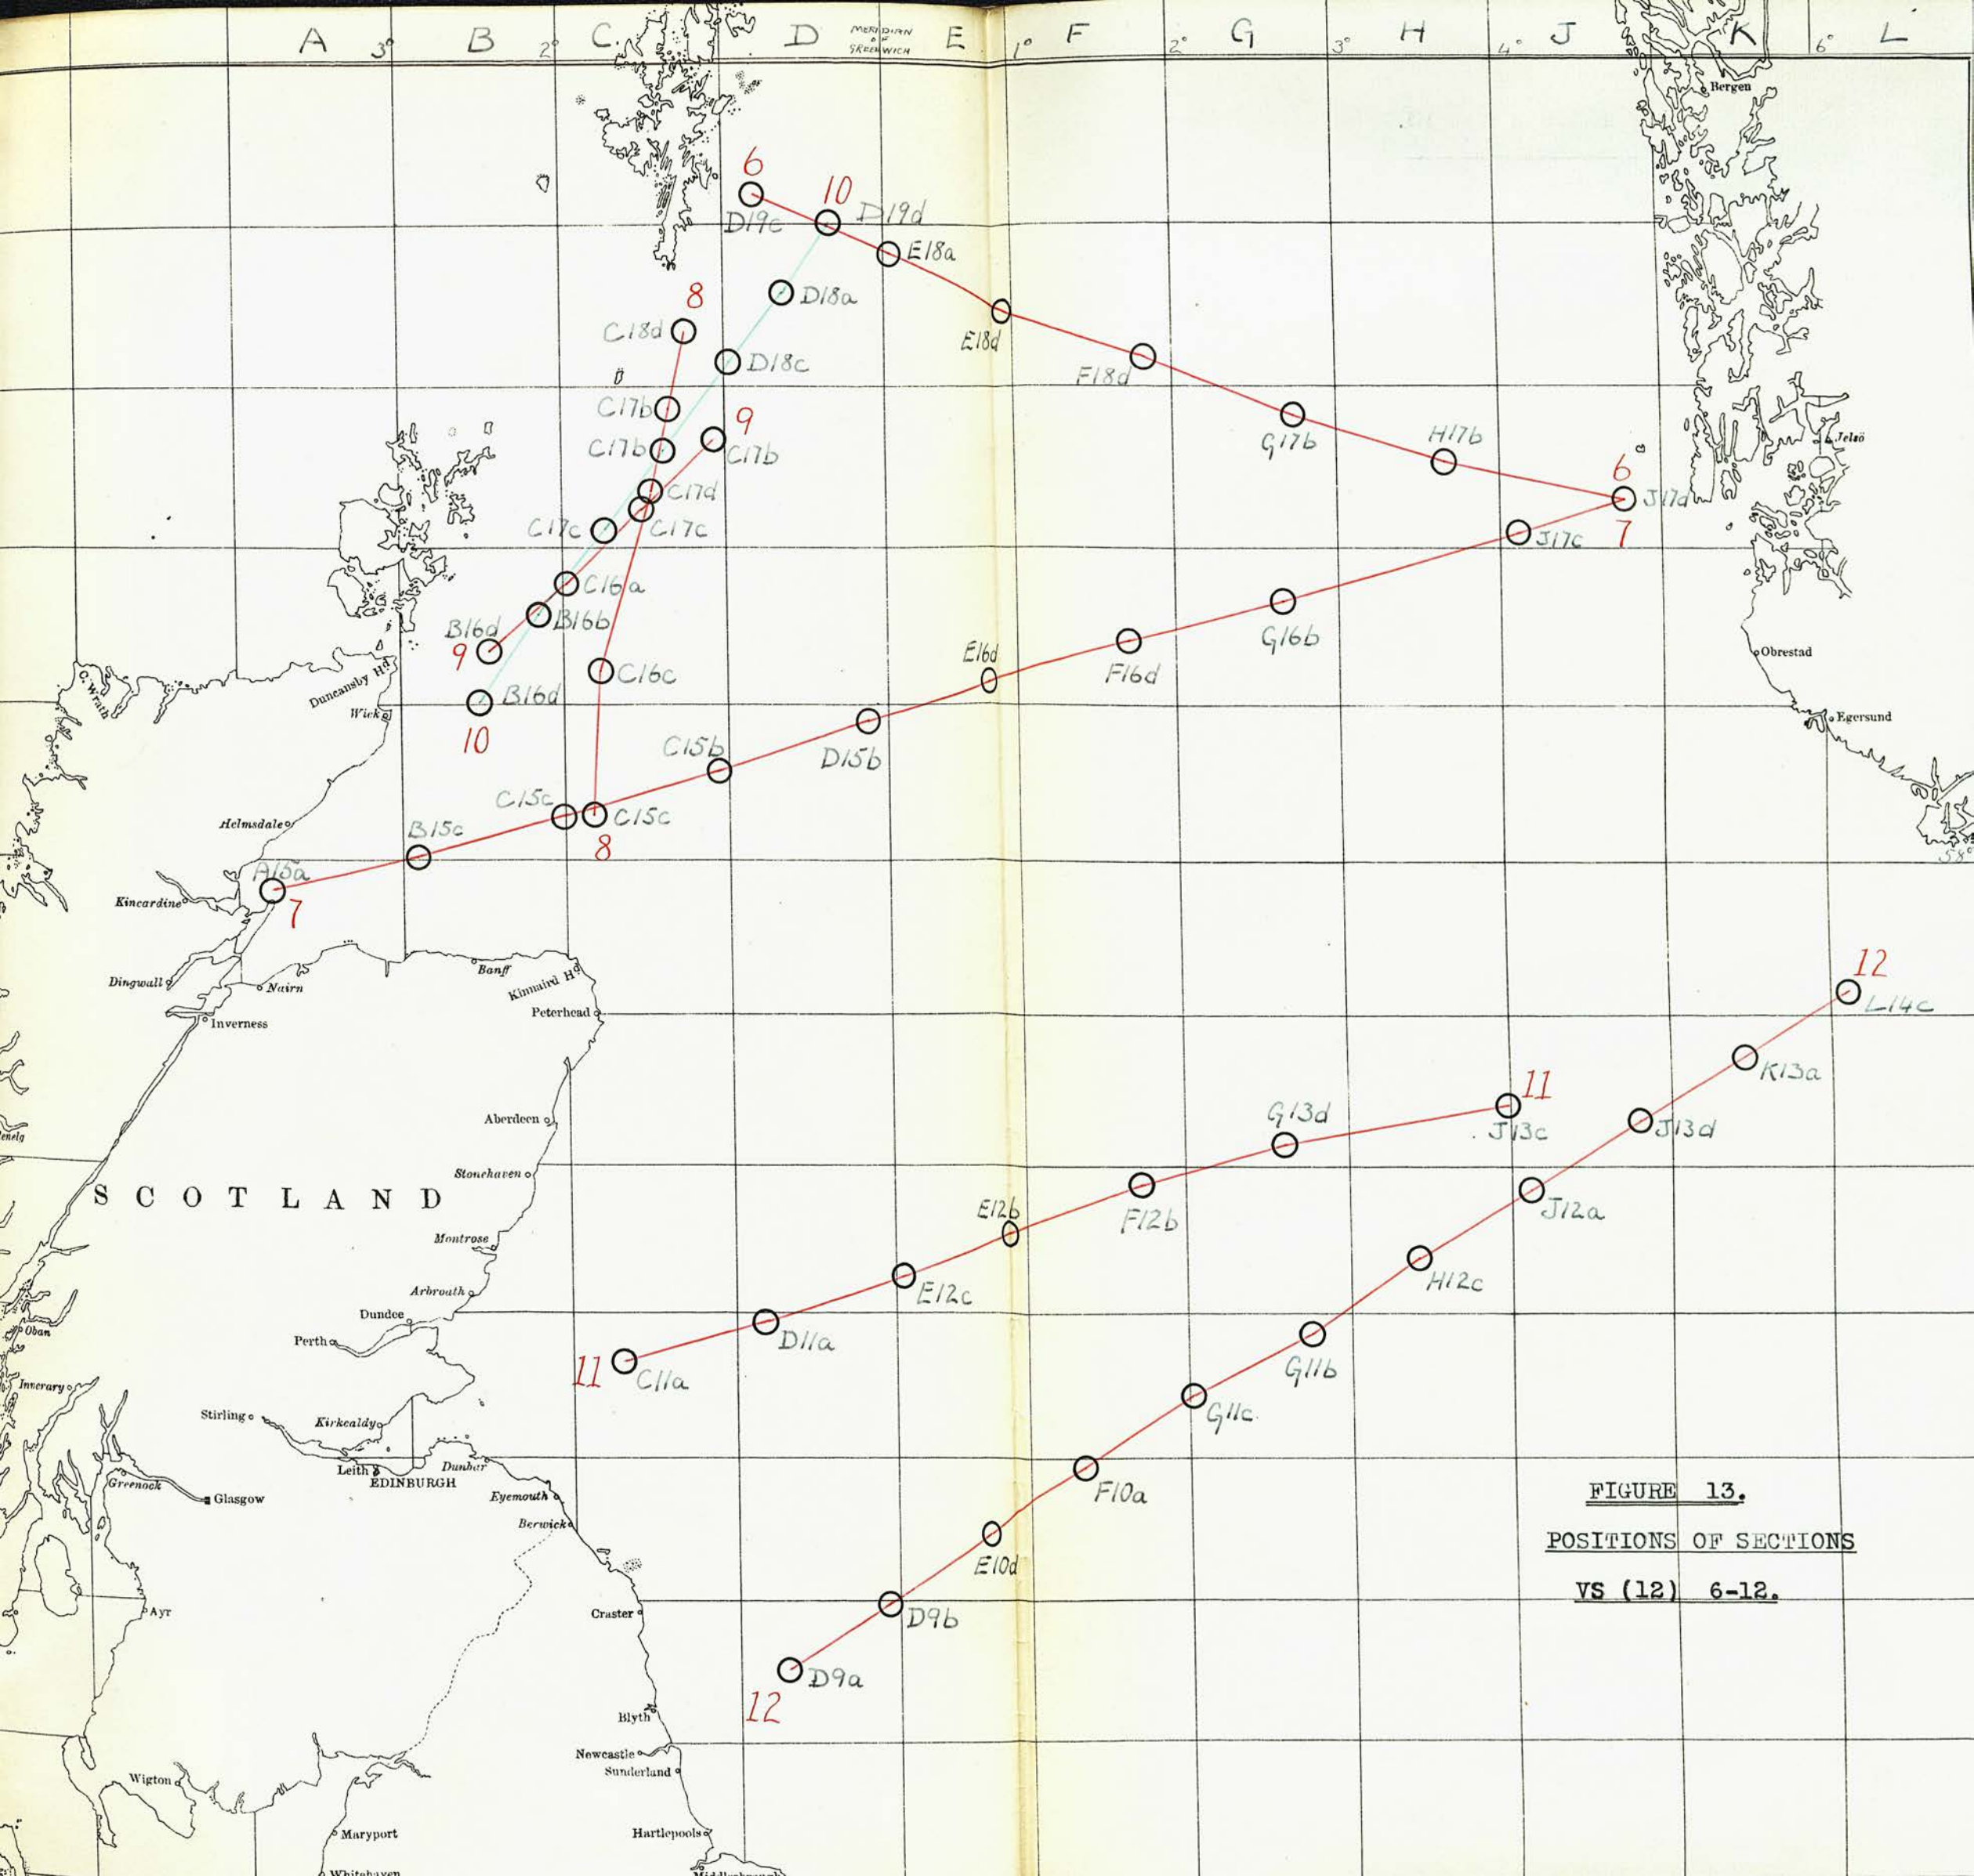 A 3° B 2° C. D MERIDIAN OF GREENWICH E 1° F 2° G 3° H 4° J K 6° L
Bergen
6
10
D19c
D19d
E18a
8
D18a
C18d
E18d
D18c
F18d
C17b
9
G17b
H17b
Jelsö
C17b
C17b
6
C17d
J17d
C17c
C17c
J17c
7
C16a
B16b
B16d
9
G16b
E16d
Obrestad
C. Wrath
Duncansby Hd
C16c
F16d
B16d
Wick
Egersund
10
C15b
D15b
C15c
Helmsdale
B15c
C15c
8
58°
A15a
Kincardine
7
Banff
Kinnaird Hd
12
Dingwall
Nairn
L14c
Peterhead
Inverness
K13a
11
G13d
Aberdeen
J13c
J13d
Stonehaven
SCOTLAND
E12b
F12b
J12a
Montrose
H12c
Arbroath
E12c
Dundee
Oban
Perth
D11a
11
C11a
G11b
Inverary
Stirling
Kirkcaldy
G11c.
Dunbar
Leith
EDINBURGH
Greenock
Glasgow
Eyemouth
F10a
FIGURE 13.
Berwick
POSITIONS OF SECTIONS
E10d
VS (12) 6-12.
Ayr
Craster
D9b
D9a
12
Blyth
Newcastle
Sunderland
Wigton
Maryport
Hartlepools
Whitehaven